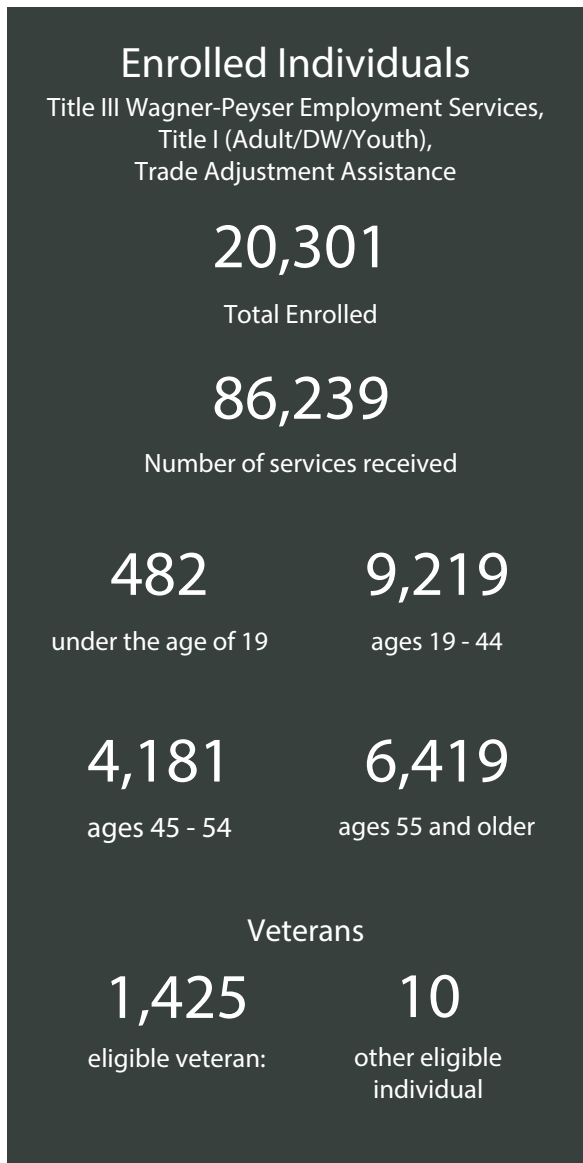 Enrolled Individuals
Title III Wagner-Peyser Employment Services,
Title I (Adult/DW/Youth),
Trade Adjustment Assistance
20,301
Total Enrolled
86,239
Number of services received
482
under the age of 19
9,219
ages 19 - 44
4,181
ages 45 - 54
6,419
ages 55 and older
Veterans
1,425
eligible veteran:
10
other eligible
individual